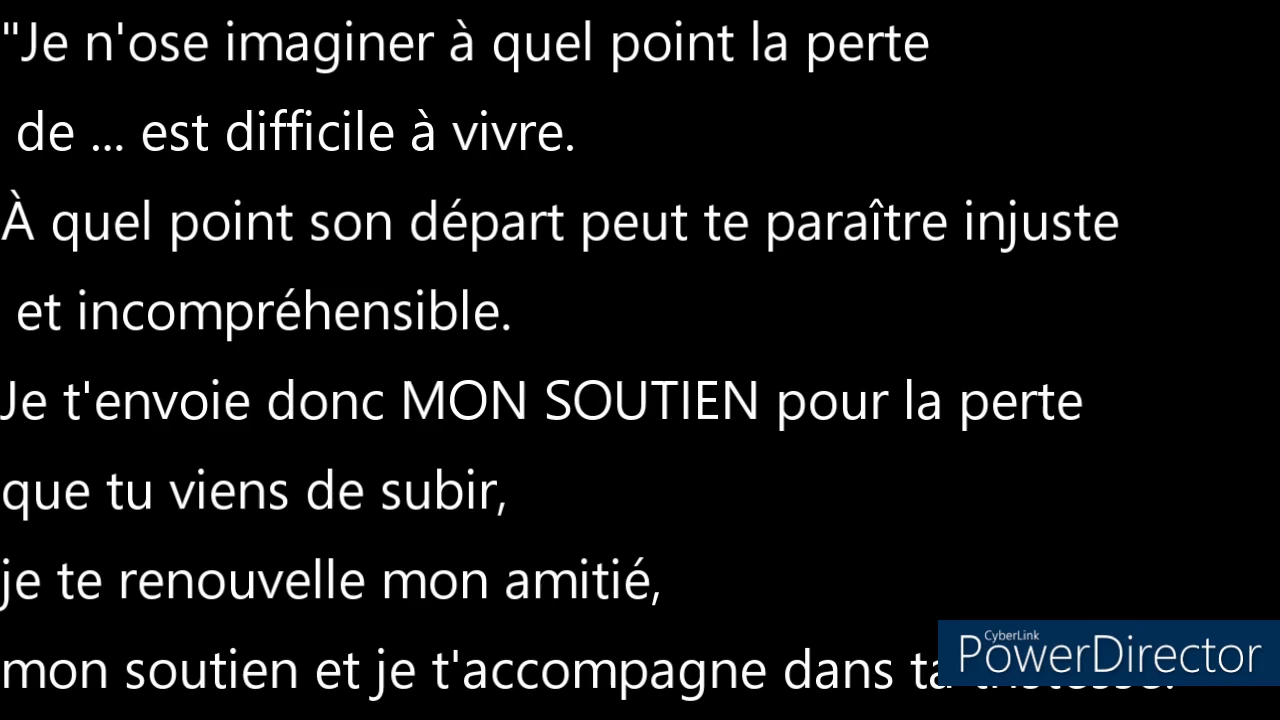 "Je n'ose imaginer à quel point la perte
de ... est difficile à vivre.
À quel point son départ peut te paraître injuste
et incompréhensible.
Je t'envoie donc MON SOUTIEN pour la perte
que tu viens de subir,
je te renouvelle mon amitié,
mon soutien et je t'accompagne dans ta
CyberLink
PowerDirector